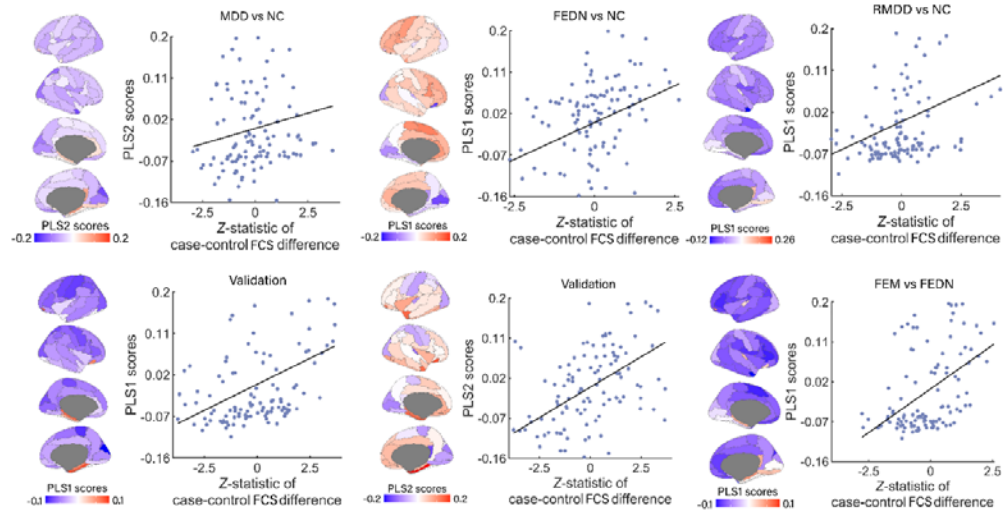 MDD vs NC
PLS2 scores
0.2
0.11
0.02
-0.07
-0.16
-2.5
0
2.5
Z-statistic of
case-control FCS difference
PLS2 scores
-0.2
0.2
FEDN vs NC
PLS1 scores
0.2
0.11
0.02
-0.07
-0.16
-2.6
0
2.6
Z-statistic of
case-control FCS difference
PLS1 scores
-0.2
0.2
RMDD vs NC
PLS1 scores
0.2
0.11
0.02
-0.07
-0.16
-2.5
0
2.5
Z-statistic of
case-control FCS difference
PLS1 scores
-0.12
0.26
Validation
PLS1 scores
0.2
0.11
0.02
-0.07
-0.16
-2.5
0
2.5
Z-statistic of
case-control FCS difference
PLS1 scores
-0.1
0.1
Validation
PLS2 scores
0.2
0.11
0.02
-0.07
-0.16
-2.3
0
2.3
Z-statistic of
case-control FCS difference
PLS2 scores
-0.2
0.2
FEM vs FEDN
PLS1 scores
0.2
0.11
0.02
-0.07
-0.16
-2.5
0
2.5
Z-statistic of
case-control FCS difference
PLS1 scores
-0.1
0.1